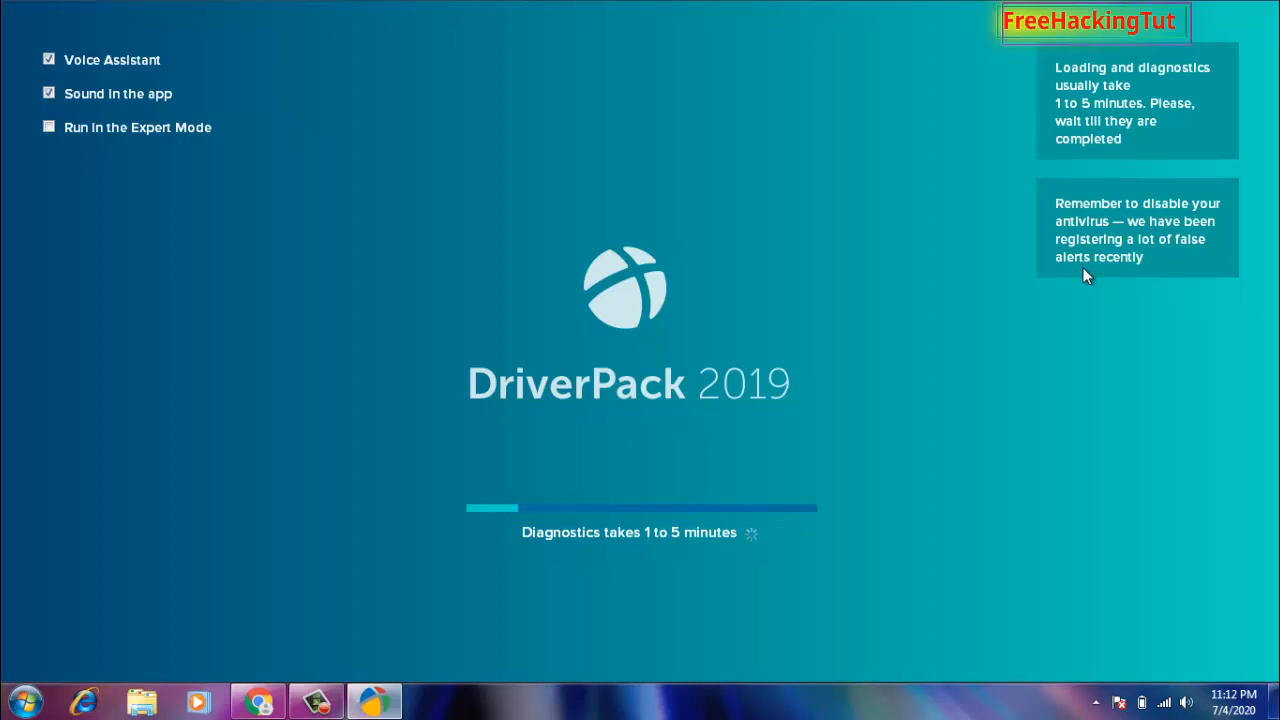 FreeHackingTut
Voice Assistant
Sound in the app
Run in the Expert Mode
Loading and diagnostics
usually take
1 to 5 minutes. Please,
wait till they are
completed
Remember to disable your
antivirus — we have been
registering a lot of false
alerts recently
DriverPack 2019
Diagnostics takes 1 to 5 minutes
11:12 PM
7/4/2020